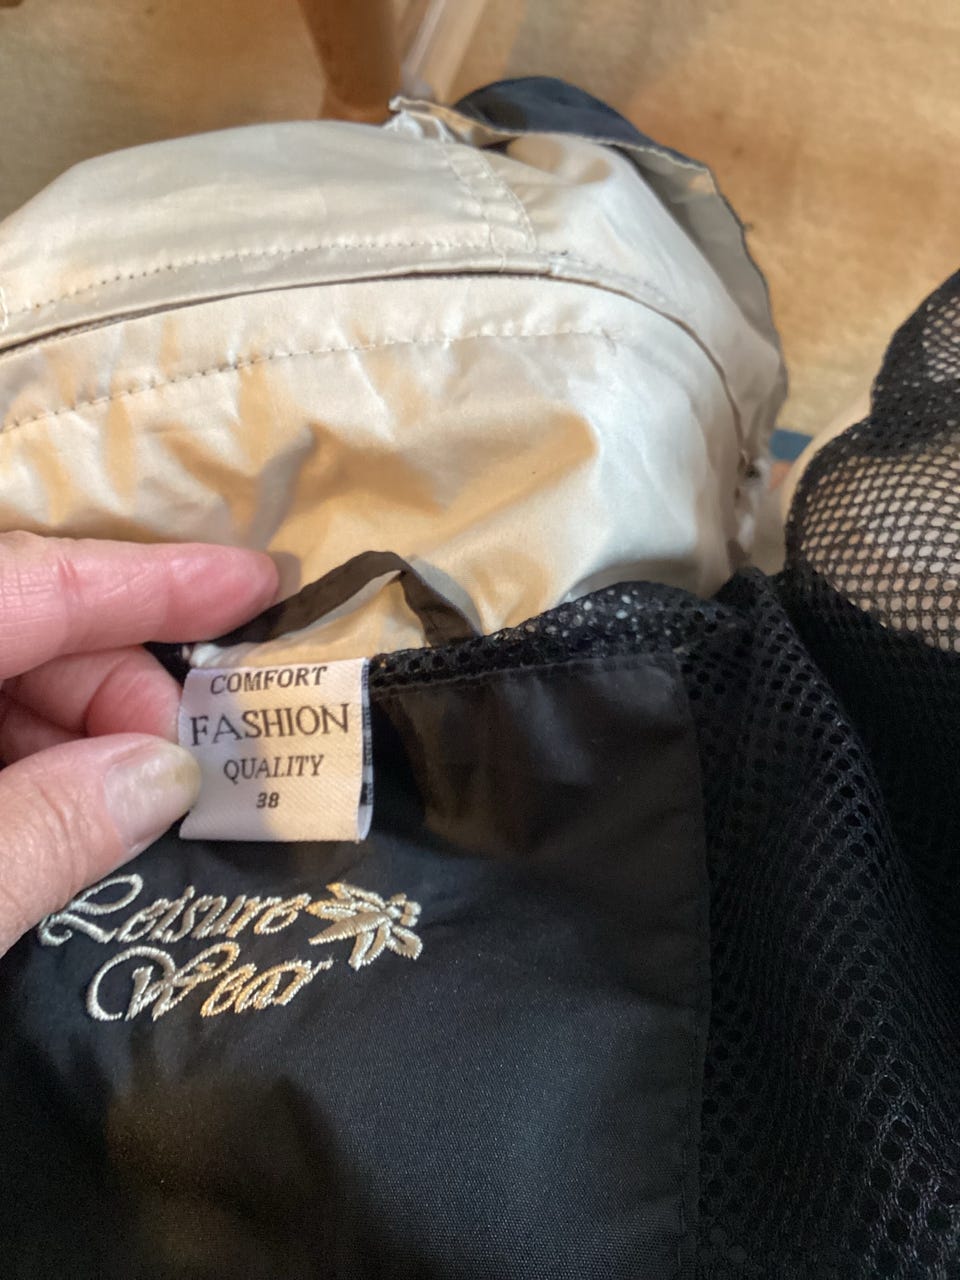 COMFORT
FASHION
QUALITY
38
Leisure
Wear